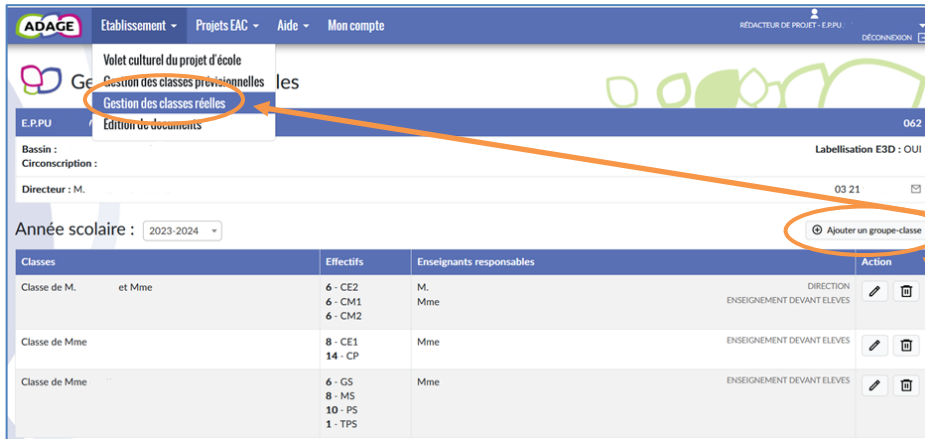 ADAGE Etablissement Projets EAC Aide Mon compte
RÉDACTEUR DE PROJET - E.P.PU
DÉCONNEXION
Volet culturel du projet d'école
Gestion des classes prévisionnelles
Gestion des classes réelles
Edition de documents
Ge les
E.P.PU 062
Bassin : Labellisation E3D : OUI
Circonscription :
Directeur : M. 03 21
Année scolaire : 2023-2024
Ajouter un groupe-classe
Classes Effectifs Enseignants responsables Action
Classe de M. et Mme 6 - CE2 M. DIRECTION
6 - CM1 Mme ENSEIGNEMENT DEVANT ELEVES
6 - CM2
Classe de Mme 8 - CE1 Mme ENSEIGNEMENT DEVANT ELEVES
14 - CP
Classe de Mme 6 - GS Mme ENSEIGNEMENT DEVANT ELEVES
8 - MS
10 - PS
1 - TPS